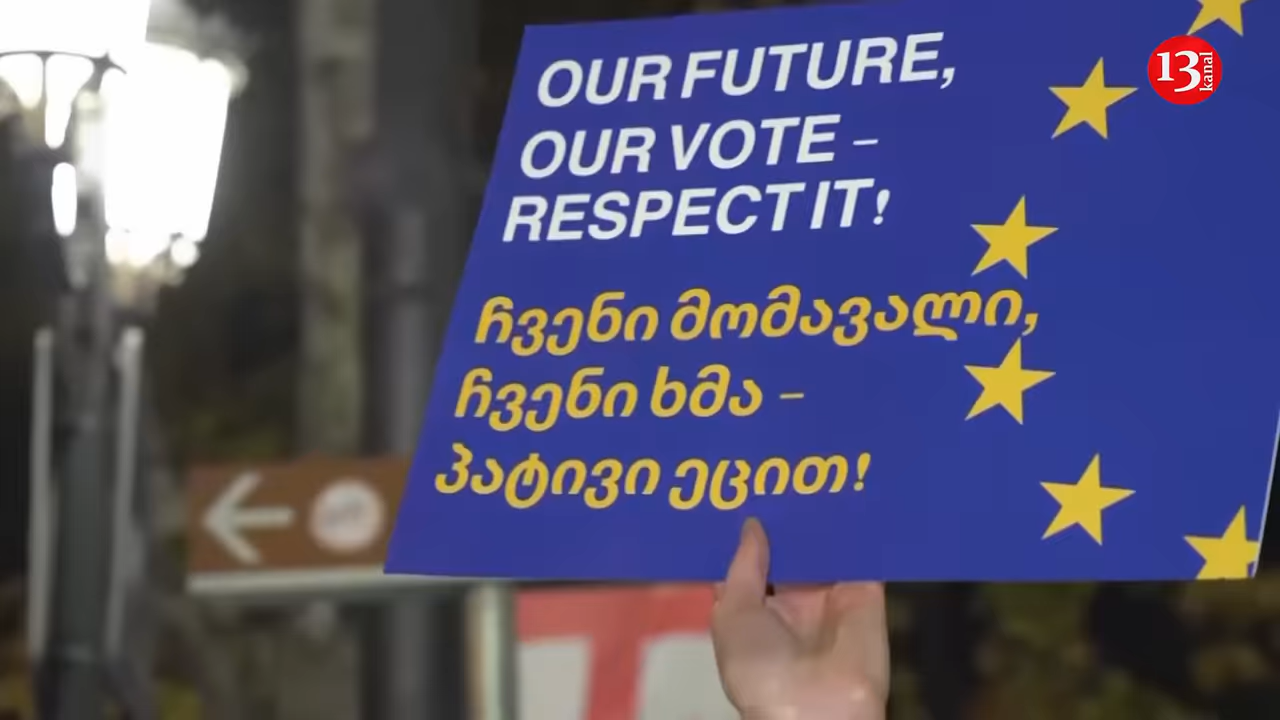 OUR FUTURE,
OUR VOTE –
RESPECT IT!
ჩვენი მომავალი,
ჩვენი ხმა –
პატივი ეცით!
13 kanal